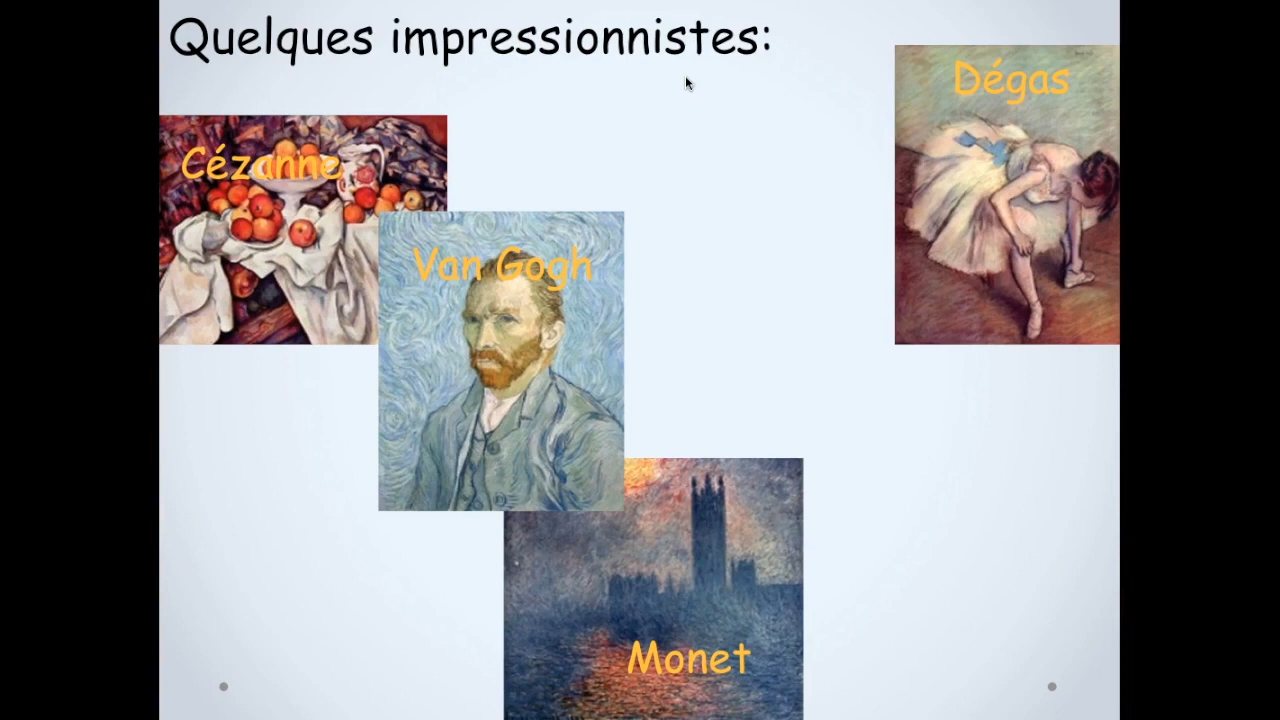 Quelques impressionnistes:
Dégas
Cézanne
Van Gogh
Monet